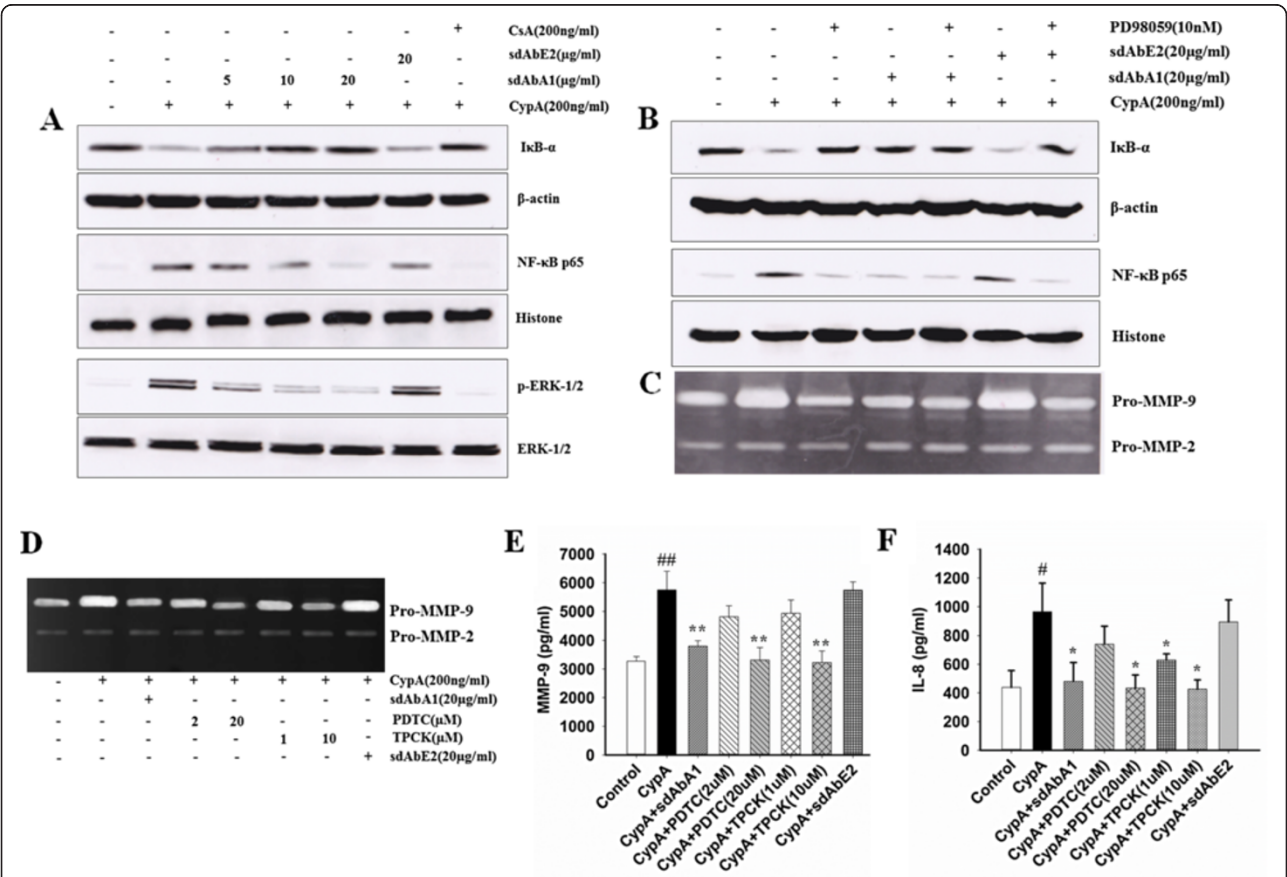 - - - - - - + CsA(200ng/ml)
- - - - - 20 - sdAbE2(μg/ml)
- - 5 10 20 - - sdAbA1(μg/ml)
- + + + + + + CypA(200ng/ml)
A
IκB-α
β-actin
NF-κB p65
Histone
p-ERK-1/2
ERK-1/2
- - + - + - + PD98059(10nM)
- - - - - + + sdAbE2(20μg/ml)
- - - + + - - sdAbA1(20μg/ml)
- + + + + + + CypA(200ng/ml)
B
IκB-α
β-actin
NF-κB p65
Histone
C
Pro-MMP-9
Pro-MMP-2
D
Pro-MMP-9
Pro-MMP-2
- + + + + + + + CypA(200ng/ml)
- - + - - - - - sdAbA1(20μg/ml)
- - - 2 20 - - - PDTC(μM)
- - - - - 1 10 - TPCK(μM)
- - - - - - - + sdAbE2(20μg/ml)
E
MMP-9 (pg/ml)
7000
6000
5000
4000
3000
2000
1000
0
##
**
**
**
Control
CypA
CypA+sdAbA1
CypA+PDTC(2uM)
CypA+PDTC(20uM)
CypA+TPCK(1uM)
CypA+TPCK(10uM)
CypA+sdAbE2
F
IL-8 (pg/ml)
1400
1200
1000
800
600
400
200
0
#
*
*
*
*
Control
CypA
CypA+sdAbA1
CypA+PDTC(2uM)
CypA+PDTC(20uM)
CypA+TPCK(1uM)
CypA+TPCK(10uM)
CypA+sdAbE2